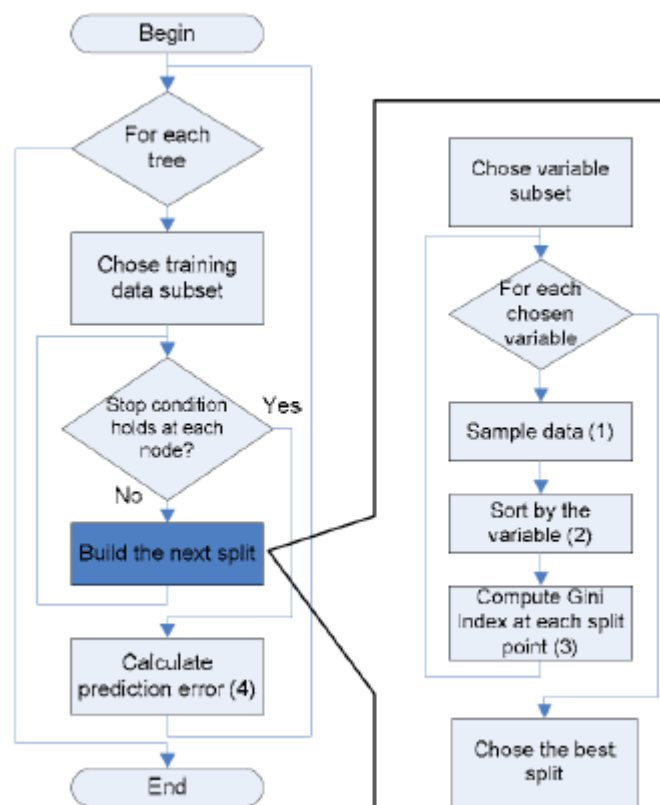 Begin
For each
tree
Chose training
data subset
Stop condition
holds at each
node?
Yes
No
Build the next split
Calculate
prediction error (4)
End
Chose variable
subset
For each
chosen
variable
Sample data (1)
Sort by the
variable (2)
Compute Gini
Index at each split
point (3)
Chose the best
split